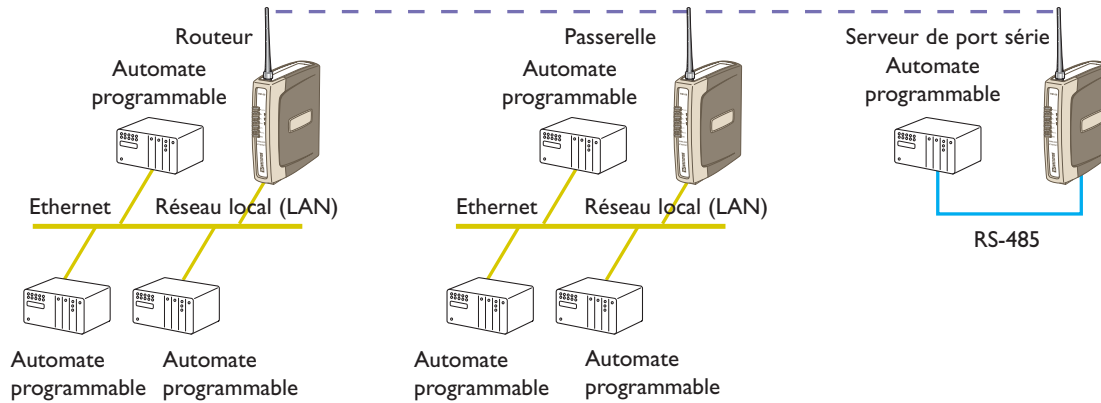 Routeur
Automate
programmable
Ethernet
Réseau local (LAN)
Automate
programmable
Automate
programmable
Passerelle
Automate
programmable
Ethernet
Réseau local (LAN)
Automate
programmable
Automate
programmable
Serveur de port série
Automate
programmable
RS-485